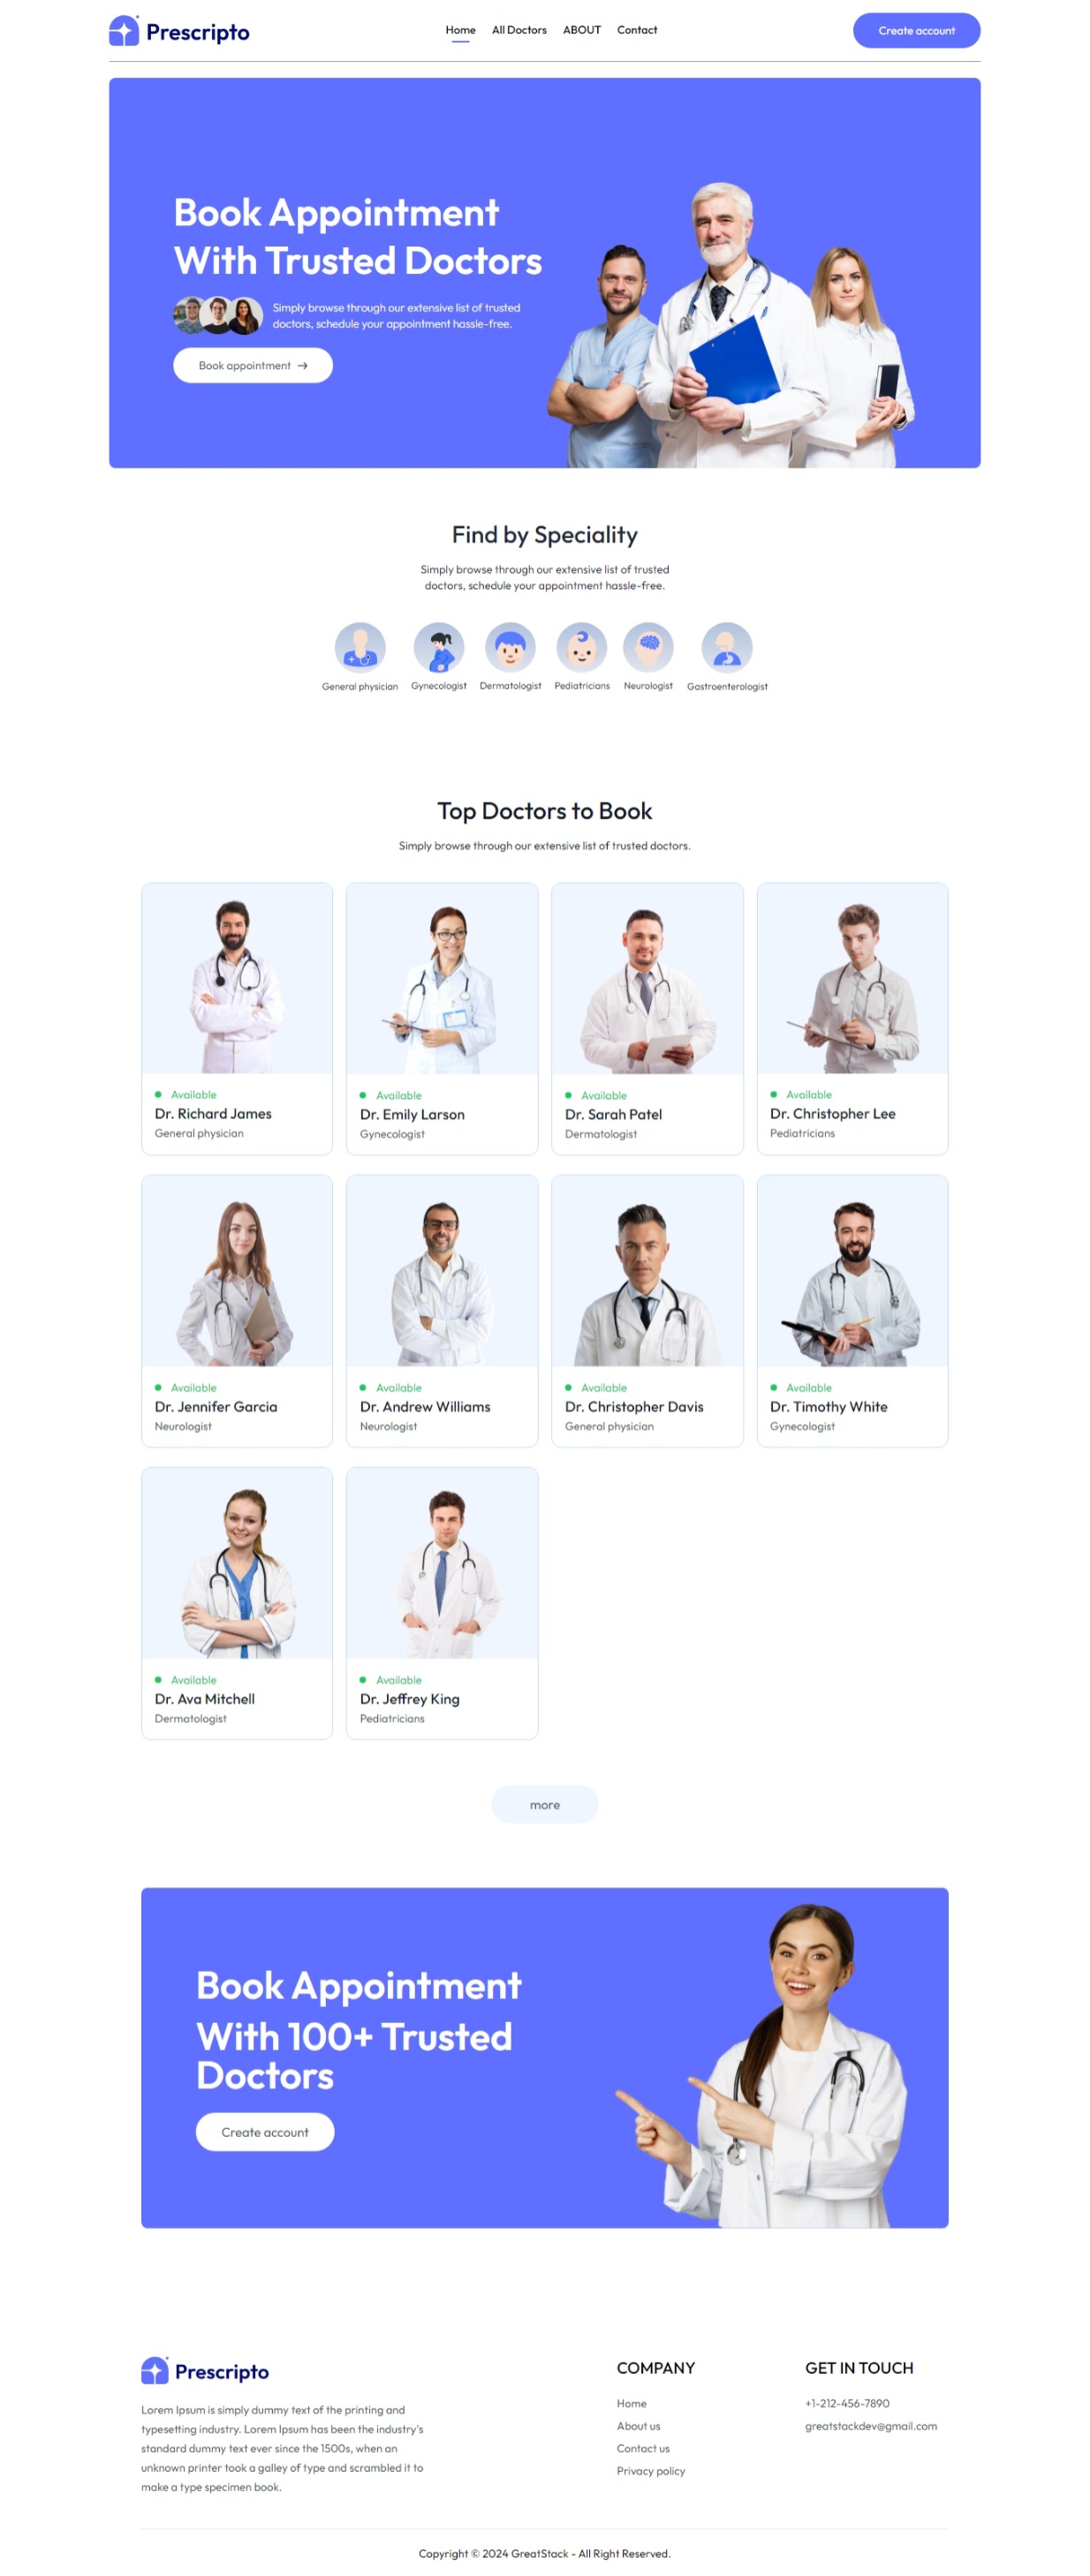 Prescripto
Home
All Doctors
ABOUT
Contact
Create account
Book Appointment
With Trusted Doctors
Simply browse through our extensive list of trusted
doctors, schedule your appointment hassle-free.
Book appointment →
Find by Speciality
Simply browse through our extensive list of trusted
doctors, schedule your appointment hassle-free.
General physician
Gynecologist
Dermatologist
Pediatricians
Neurologist
Gastroenterologist
Top Doctors to Book
Simply browse through our extensive list of trusted doctors.
Available
Dr. Richard James
General physician
Available
Dr. Emily Larson
Gynecologist
Available
Dr. Sarah Patel
Dermatologist
Available
Dr. Christopher Lee
Pediatricians
Available
Dr. Jennifer Garcia
Neurologist
Available
Dr. Andrew Williams
Neurologist
Available
Dr. Christopher Davis
General physician
Available
Dr. Timothy White
Gynecologist
Available
Dr. Ava Mitchell
Dermatologist
Available
Dr. Jeffrey King
Pediatricians
more
Book Appointment
With 100+ Trusted
Doctors
Create account
Prescripto
Lorem Ipsum is simply dummy text of the printing and
typesetting industry. Lorem Ipsum has been the industry's
standard dummy text ever since the 1500s, when an
unknown printer took a galley of type and scrambled it to
make a type specimen book.
COMPANY
Home
About us
Contact us
Privacy policy
GET IN TOUCH
+1-212-456-7890
greatstackdev@gmail.com
Copyright © 2024 GreatStack - All Right Reserved.